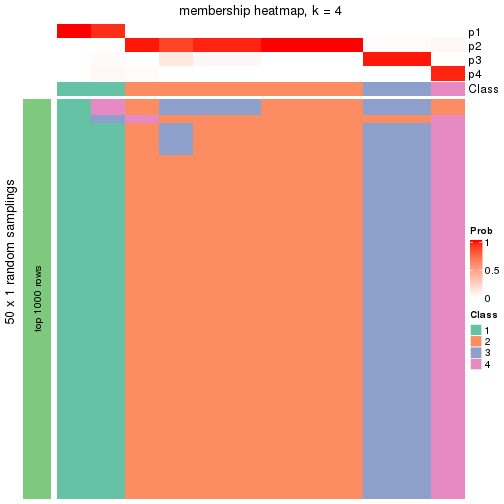 membership heatmap, k = 4
p1
p2
p3
p4
Class
50 x 1 random samplings
top 1000 rows
Prob
1
0.5
0
Class
1
2
3
4